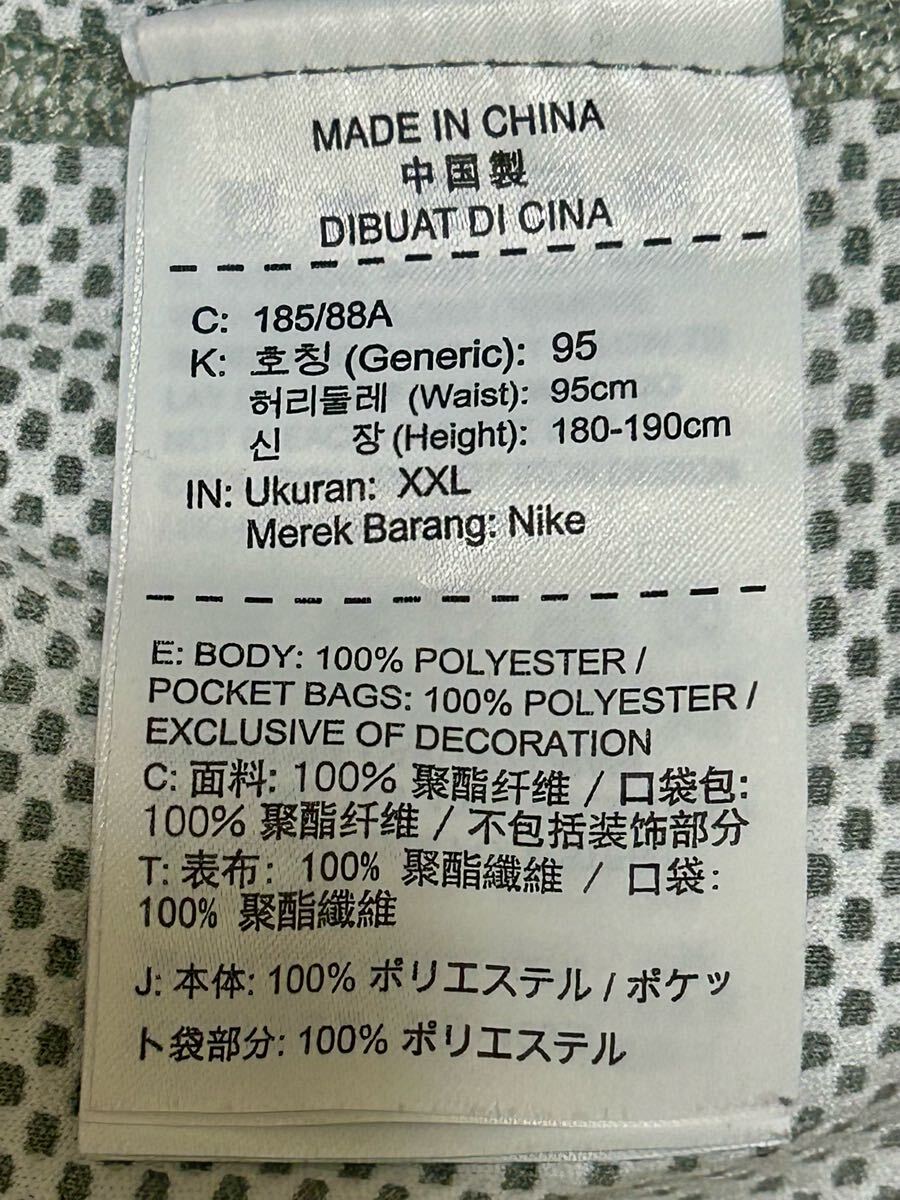 MADE IN CHINA
中国製
DIBUAT DI CINA
C: 185/88A
K: 호칭 (Generic): 95
허리둘레 (Waist): 95cm
신 장 (Height): 180-190cm
IN: Ukuran: XXL
Merek Barang: Nike
E: BODY: 100% POLYESTER /
POCKET BAGS: 100% POLYESTER /
EXCLUSIVE OF DECORATION
C: 面料: 100% 聚酯纤维 / 口袋包:
100% 聚酯纤维 / 不包括装饰部分
T: 表布: 100% 聚酯纖維 / 口袋:
100% 聚酯纖維
J: 本体: 100% ポリエステル / ポケッ
ト袋部分: 100% ポリエステル